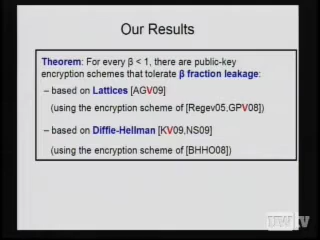 Our Results
Theorem: For every β < 1, there are public-key
encryption schemes that tolerate β fraction leakage:
– based on Lattices [AGV09]
(using the encryption scheme of [Regev05,GPV08])
– based on Diffie-Hellman [KV09,NS09]
(using the encryption scheme of [BHHO08])
UWTV